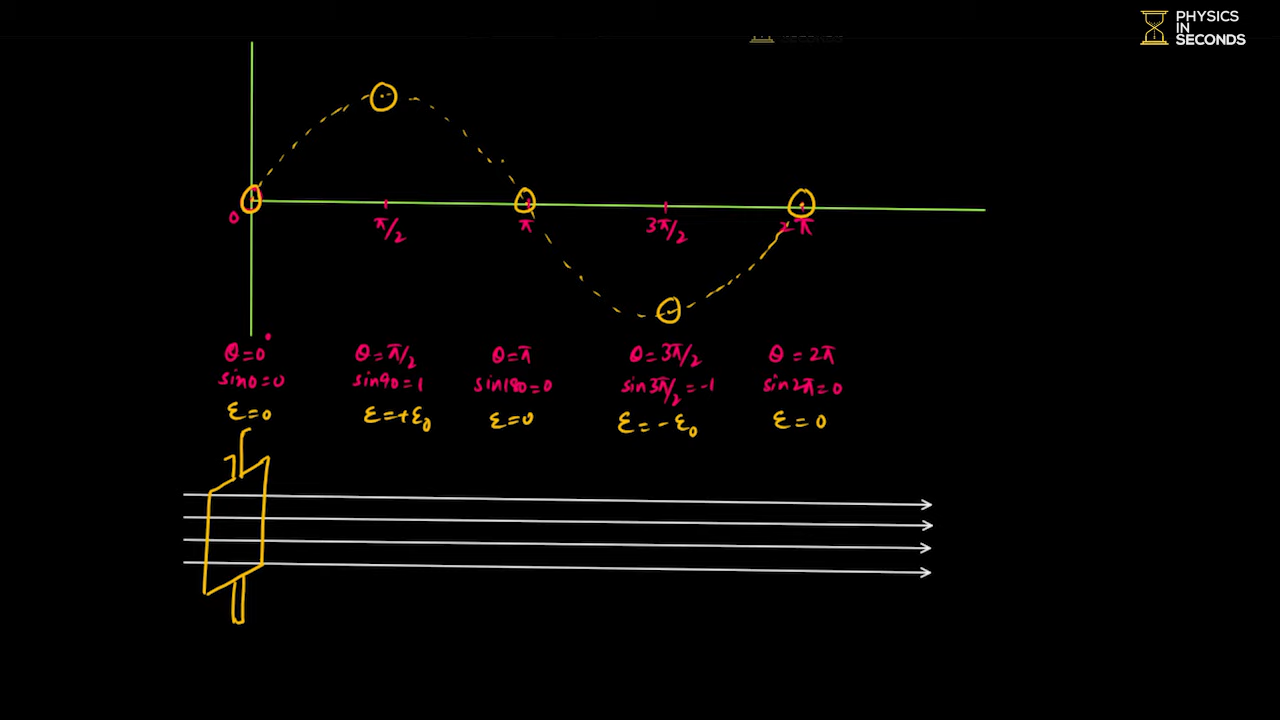 PHYSICS
IN
SECONDS
0 π/2 π 3π/2 2π
θ=0° θ=π/2 θ=π θ=3π/2 θ=2π
sin0=0 sin90=1 sin180=0 sin3π/2=-1 sin2π=0
ε=0 ε=+ε₀ ε=0 ε=-ε₀ ε=0